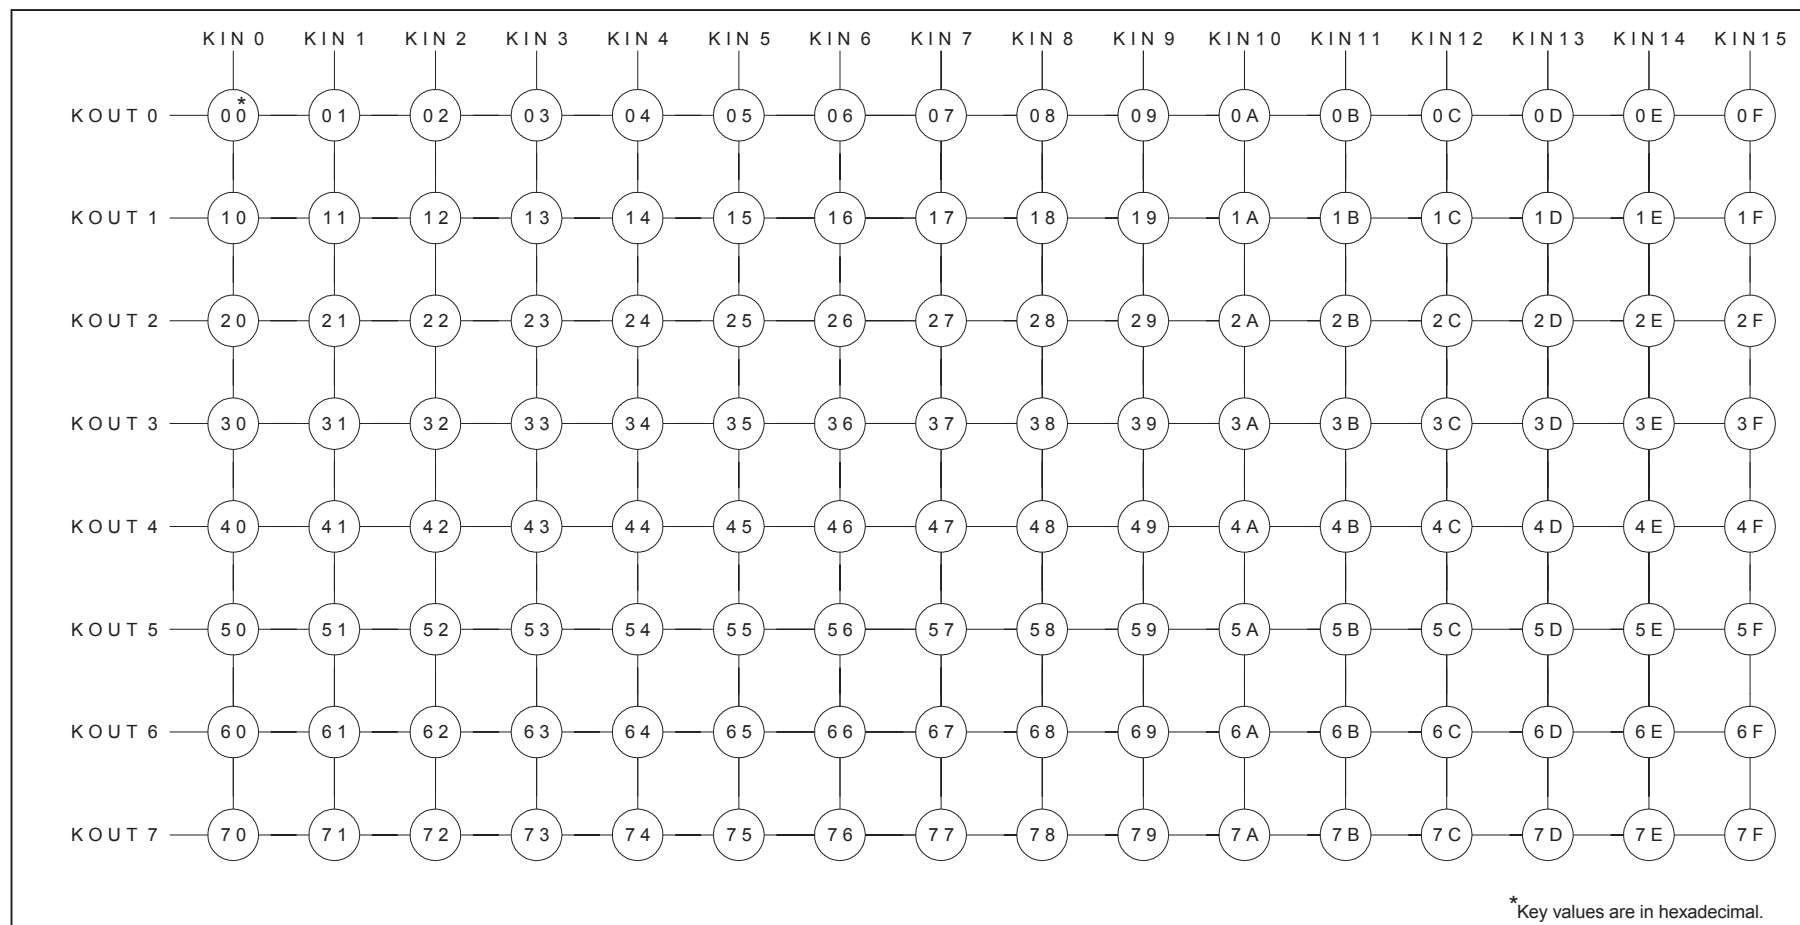 KIN 0 KIN 1 KIN 2 KIN 3 KIN 4 KIN 5 KIN 6 KIN 7 KIN 8 KIN 9 KIN10 KIN11 KIN12 KIN13 KIN14 KIN15
KOUT 0 00* 01 02 03 04 05 06 07 08 09 0A 0B 0C 0D 0E 0F
KOUT 1 10 11 12 13 14 15 16 17 18 19 1A 1B 1C 1D 1E 1F
KOUT 2 20 21 22 23 24 25 26 27 28 29 2A 2B 2C 2D 2E 2F
KOUT 3 30 31 32 33 34 35 36 37 38 39 3A 3B 3C 3D 3E 3F
KOUT 4 40 41 42 43 44 45 46 47 48 49 4A 4B 4C 4D 4E 4F
KOUT 5 50 51 52 53 54 55 56 57 58 59 5A 5B 5C 5D 5E 5F
KOUT 6 60 61 62 63 64 65 66 67 68 69 6A 6B 6C 6D 6E 6F
KOUT 7 70 71 72 73 74 75 76 77 78 79 7A 7B 7C 7D 7E 7F
*Key values are in hexadecimal.